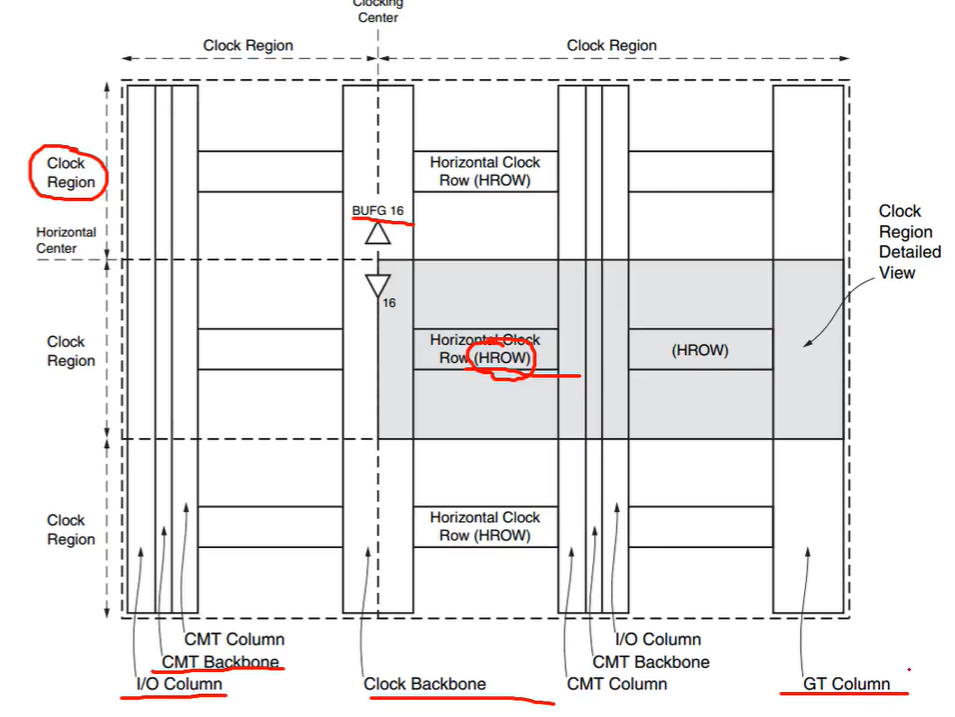 Clocking
Center
Clock Region
Clock Region
Clock
Region
Horizontal Clock
Row (HROW)
BUFG 16
Horizontal
Center
Clock
Region
Detailed
View
16
Clock
Region
Horizontal Clock
Row (HROW)
(HROW)
Clock
Region
Horizontal Clock
Row (HROW)
CMT Column
I/O Column
CMT Backbone
CMT Backbone
I/O Column
Clock Backbone
CMT Column
GT Column